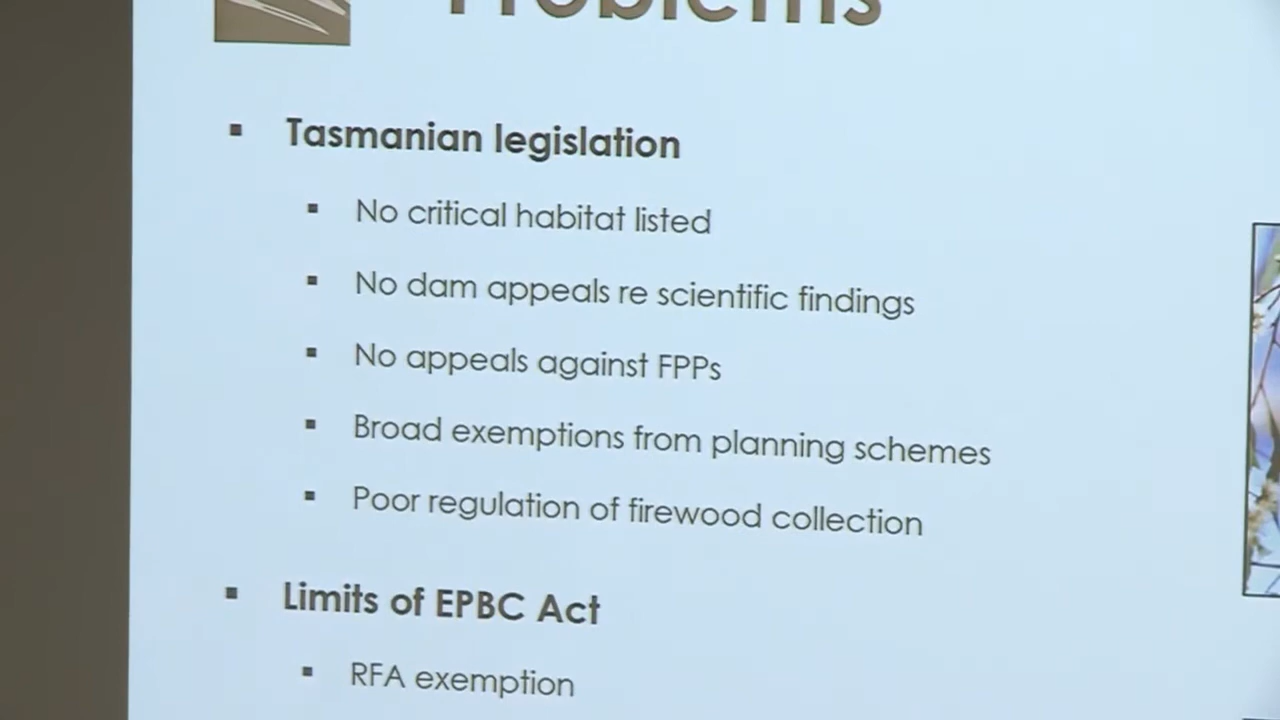 Problems
▪ Tasmanian legislation
▪ No critical habitat listed
▪ No dam appeals re scientific findings
▪ No appeals against FPPs
▪ Broad exemptions from planning schemes
▪ Poor regulation of firewood collection
▪ Limits of EPBC Act
▪ RFA exemption